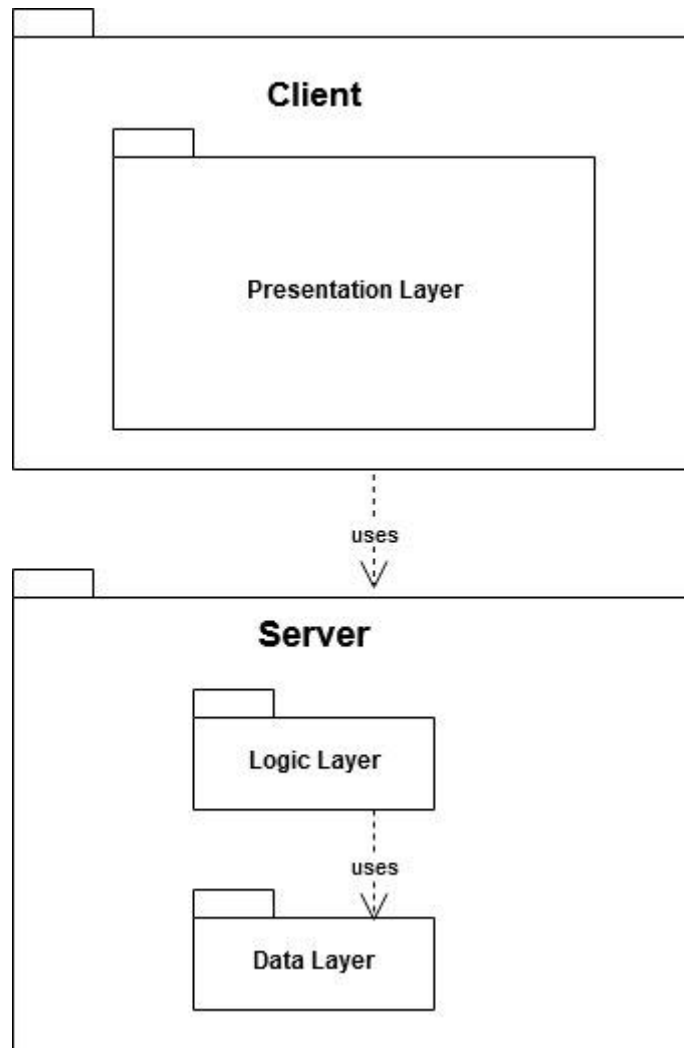 Client
Presentation Layer
uses
Server
Logic Layer
uses
Data Layer